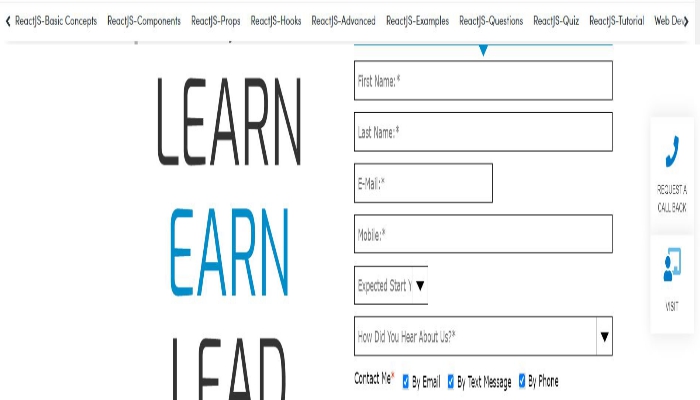 ReactJS-Basic Concepts ReactJS-Components ReactJS-Props ReactJS-Hooks ReactJS-Advanced ReactJS-Examples ReactJS-Questions ReactJS-Quiz ReactJS-Tutorial Web Dev
LEARN
EARN
LEAD
First Name:*
Last Name:*
E-Mail:*
Mobile:*
Expected Start Y
How Did You Hear About Us?*
Contact Me* By Email By Text Message By Phone
REQUEST A
CALL BACK
VISIT